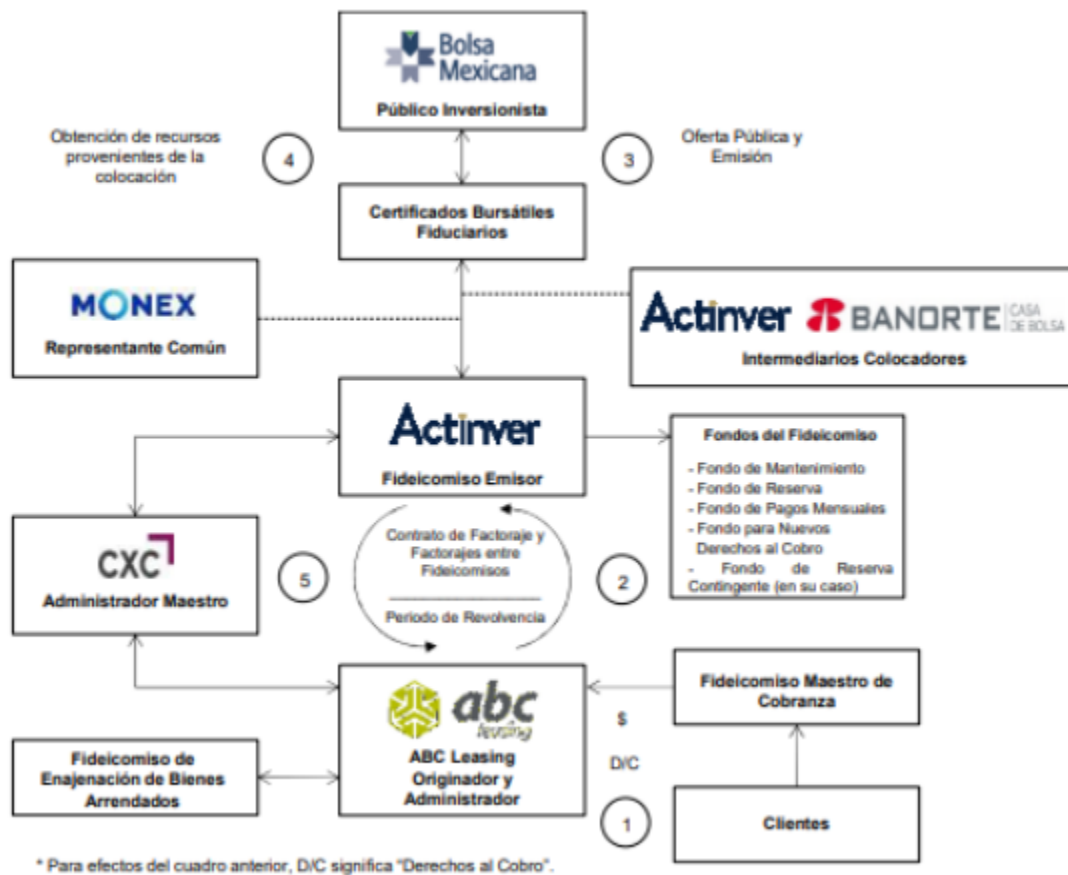 Bolsa
Mexicana
Público Inversionista
Obtención de recursos
provenientes de la
colocación
4
3
Oferta Pública y
Emisión
Certificados Bursátiles
Fiduciarios
MONEX
Representante Común
Actinver BANORTE CASA
DE BOLSA
Intermediarios Colocadores
Actinver
Fideicomiso Emisor
Fondos del Fideicomiso
- Fondo de Mantenimiento
- Fondo de Reserva
- Fondo de Pagos Mensuales
- Fondo para Nuevos
Derechos al Cobro
- Fondo de Reserva
Contingente (en su caso)
CXC
Administrador Maestro
5
Contrato de Factoraje y
Factorajes entre
Fideicomisos
Periodo de Revolvencia
2
abc
leasing
ABC Leasing
Originador y
Administrador
$
D/C
1
Fideicomiso Maestro de
Cobranza
Fideicomiso de
Enajenación de Bienes
Arrendados
Clientes
* Para efectos del cuadro anterior, D/C significa "Derechos al Cobro".